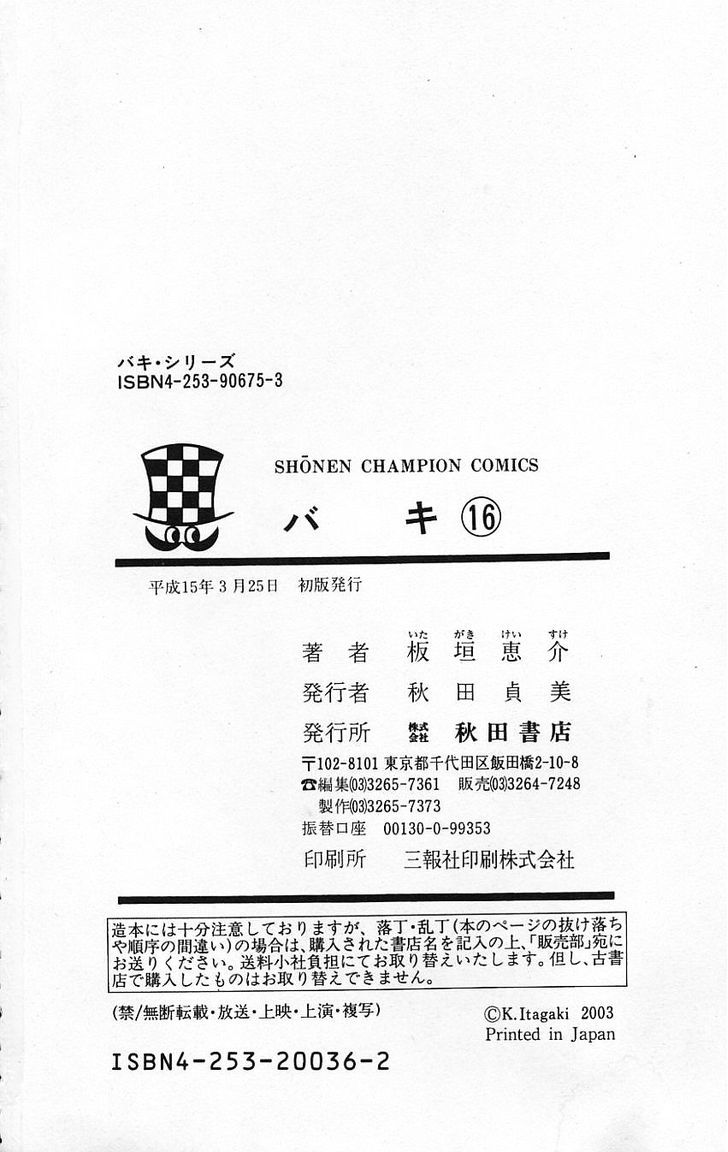 バキ・シリーズ
ISBN4-253-90675-3
SHŌNEN CHAMPION COMICS
バ キ ⑯
平成15年3月25日 初版発行
いた がき けい すけ
著 者 板 垣 恵 介
発行者 秋 田 貞 美
発行所 株式会社 秋田書店
〒102-8101 東京都千代田区飯田橋2-10-8
☎編集(03)3265-7361 販売(03)3264-7248
製作(03)3265-7373
振替口座 00130-0-99353
印刷所 三報社印刷株式会社
造本には十分注意しておりますが、落丁・乱丁(本のページの抜け落ち
や順序の間違い)の場合は、購入された書店名を記入の上、「販売部」宛に
お送りください。送料小社負担にてお取り替えいたします。但し、古書
店で購入したものはお取り替えできません。
(禁/無断転載・放送・上映・上演・複写)
©K.Itagaki 2003
Printed in Japan
ISBN4-253-20036-2